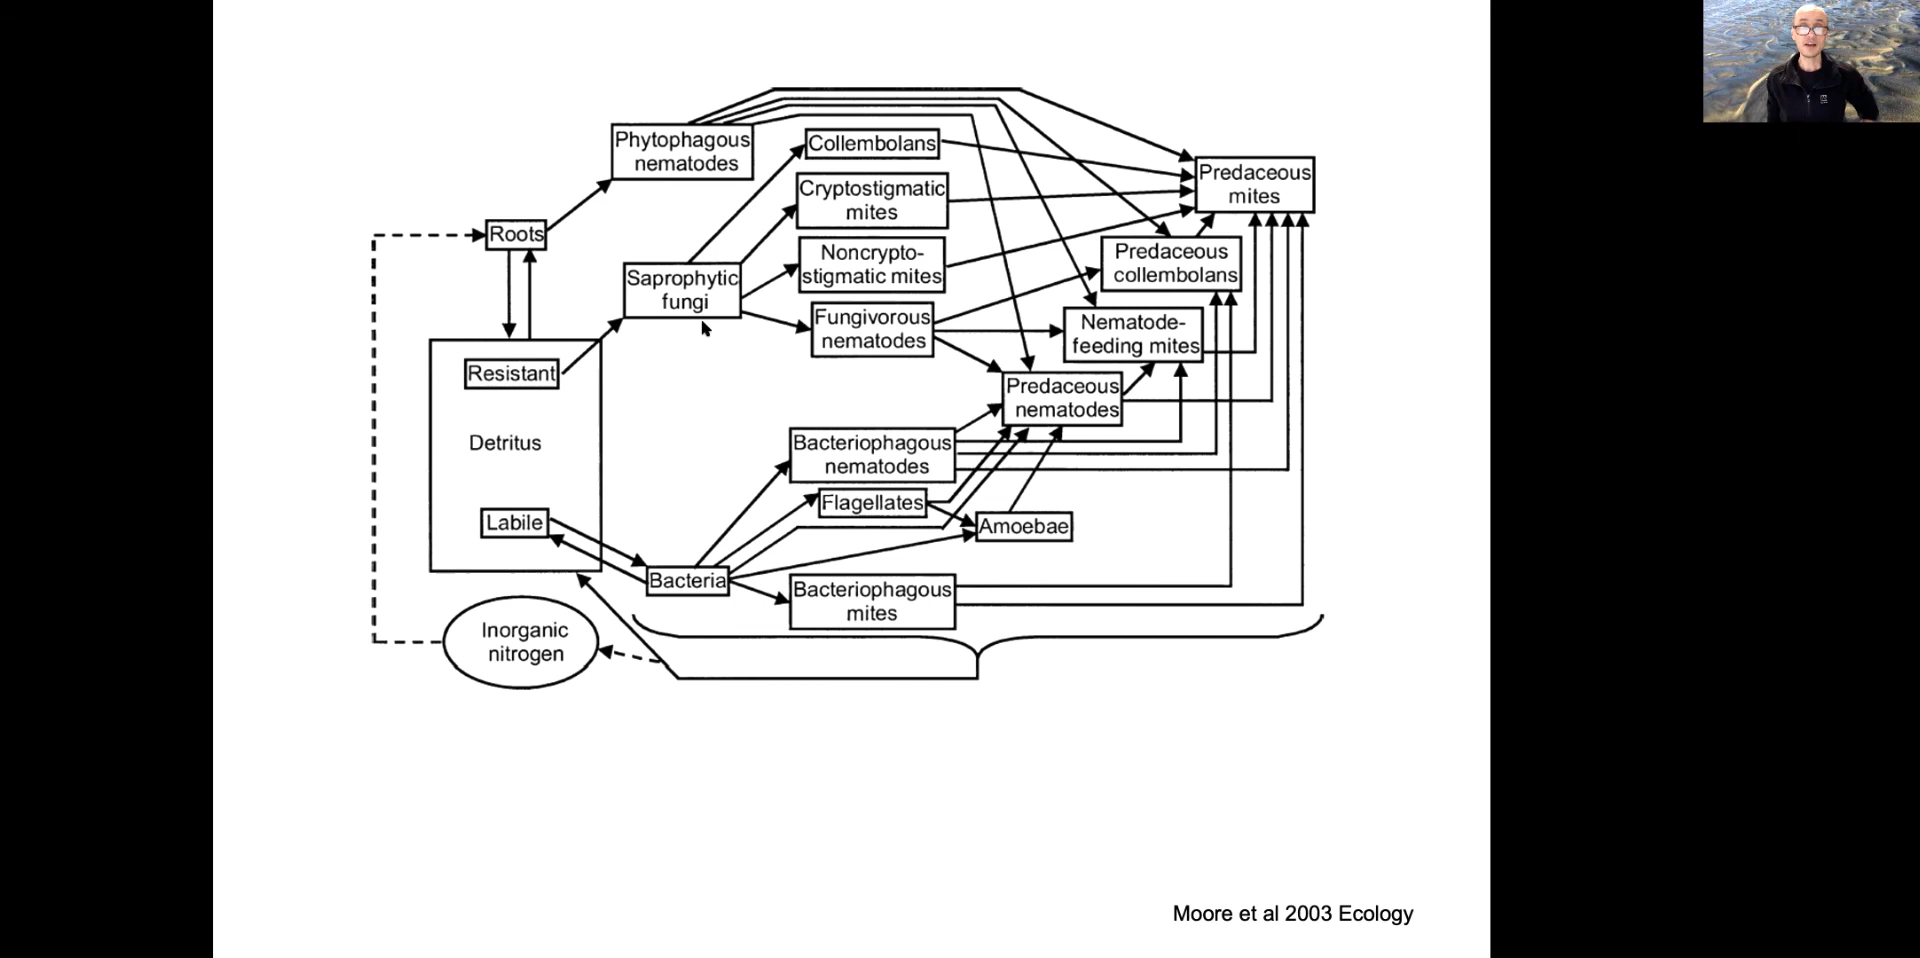 Phytophagous
nematodes
Collembolans
Predaceous
mites
Cryptostigmatic
mites
Roots
Predaceous
collembolans
Noncrypto-
stigmatic mites
Saprophytic
fungi
Fungivorous
nematodes
Nematode-
feeding mites
Resistant
Predaceous
nematodes
Detritus
Bacteriophagous
nematodes
Flagellates
Labile
Amoebae
Bacteria
Bacteriophagous
mites
Inorganic
nitrogen
Moore et al 2003 Ecology